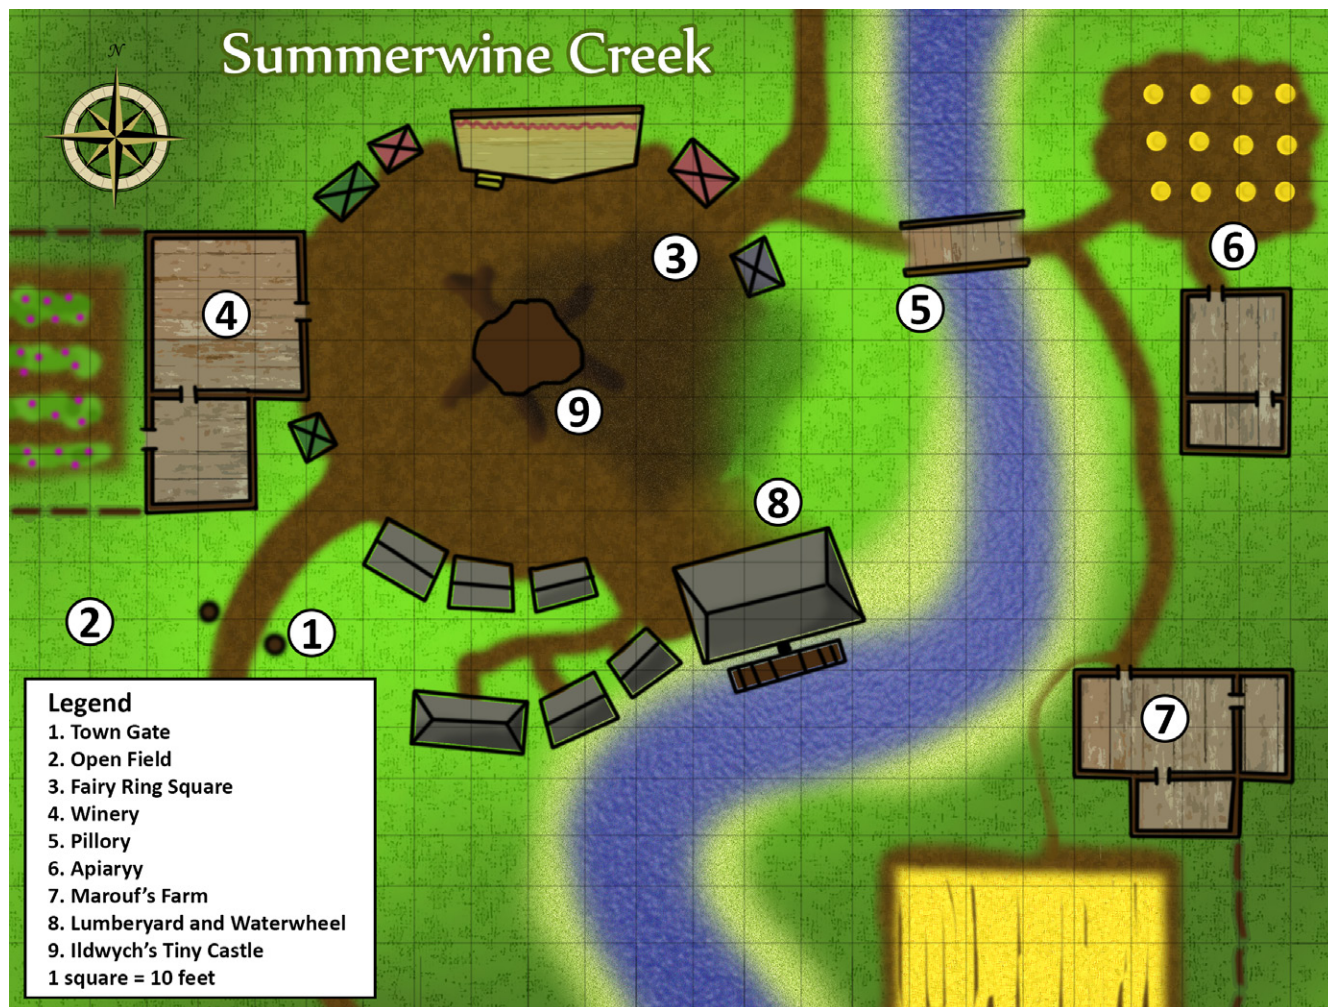 N
Summerwine Creek
4
3
5
6
9
8
2
1
7
Legend
1. Town Gate
2. Open Field
3. Fairy Ring Square
4. Winery
5. Pillory
6. Apiaryy
7. Marouf's Farm
8. Lumberyard and Waterwheel
9. Ildwych's Tiny Castle
1 square = 10 feet